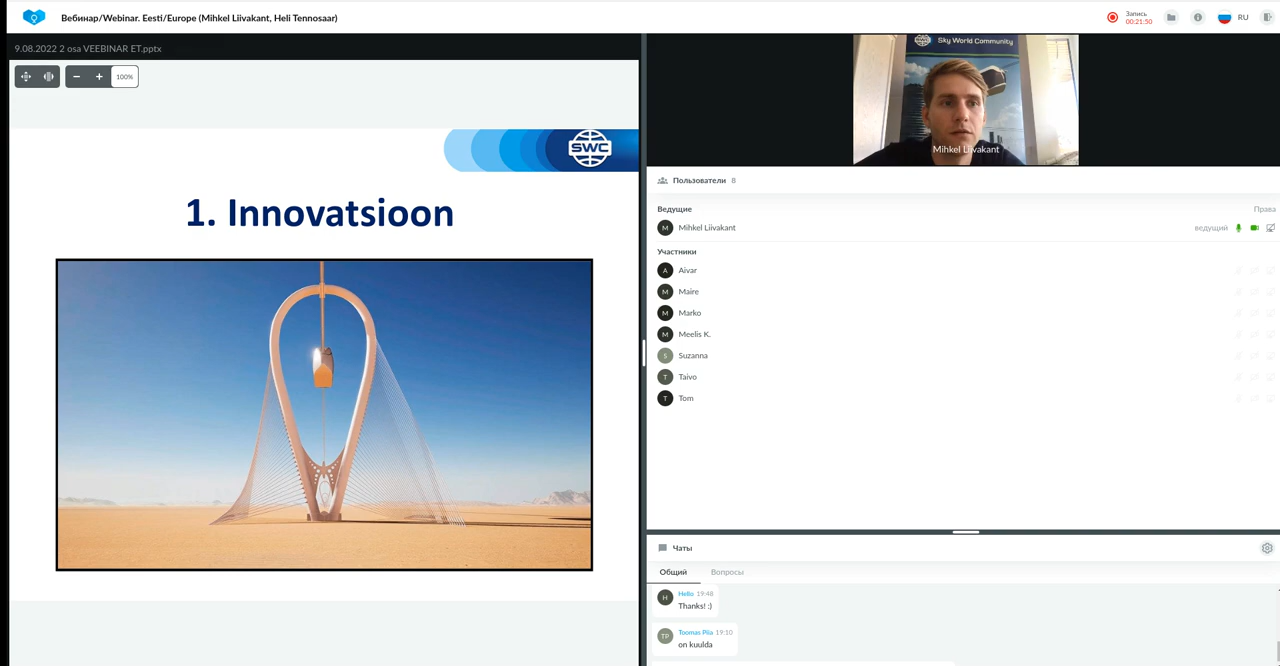 Вебинар/Webinar. Eesti/Europe (Mihkel Liivakant, Heli Tennosaar)
Запись
00:21:50
RU
9.08.2022 2 osa VEEBINAR ET.pptx
100%
SWC
1. Innovatsioon
Sky World Community
Mihkel Liivakant
Пользователи 8
Ведущие
Права
M Mihkel Liivakant
ведущий
Участники
A Aivar
M Maire
M Marko
M Meelis K.
S Suzanna
T Taivo
T Tom
Чаты
Общий Вопросы
H Hello 19:48
Thanks! :)
TP Toomas Pila 19:10
on kuulda